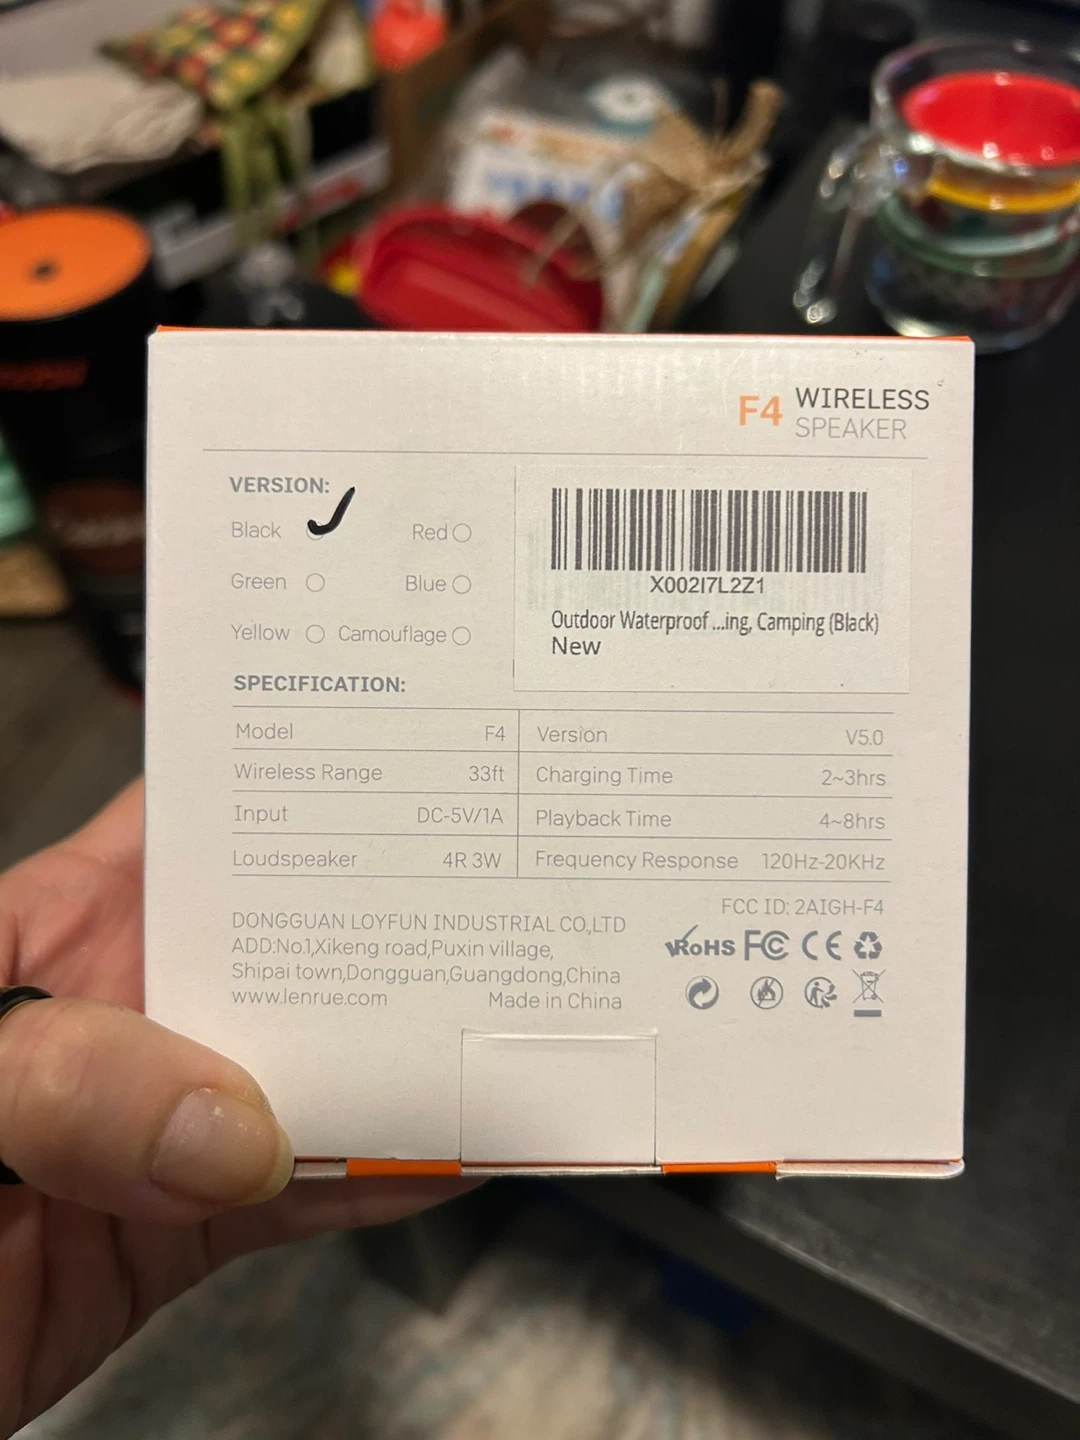 F4 WIRELESS
SPEAKER
VERSION:
Black
Red
Green
Blue
Yellow
Camouflage
X002I7L2Z1
Outdoor Waterproof ...ing, Camping (Black)
New
SPECIFICATION:
Model F4
Version V5.0
Wireless Range 33ft
Charging Time 2~3hrs
Input DC-5V/1A
Playback Time 4~8hrs
Loudspeaker 4R 3W
Frequency Response 120Hz-20KHz
DONGGUAN LOYFUN INDUSTRIAL CO.,LTD
ADD:No.1,Xikeng road,Puxin village,
Shipai town,Dongguan,Guangdong,China
www.lenrue.com Made in China
FCC ID: 2AIGH-F4
RoHS FC CE